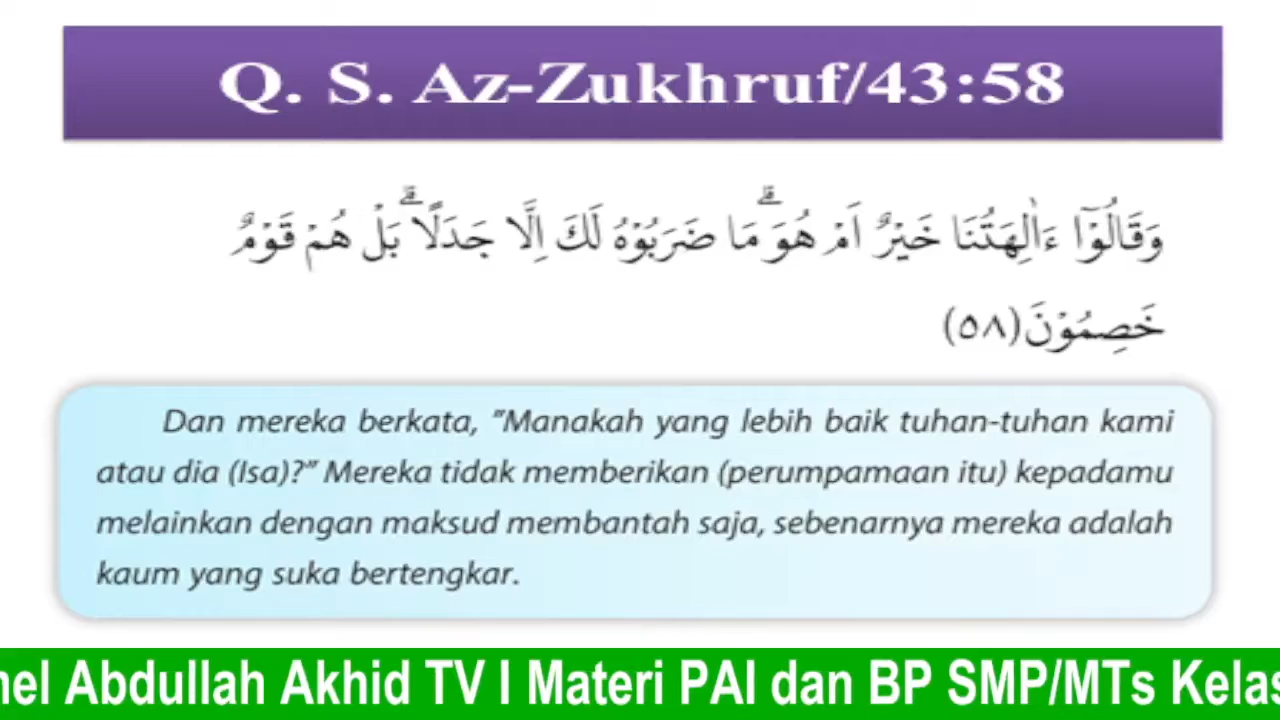 Q. S. Az-Zukhruf/43:58
وَقَالُوْٓا ءَاٰلِهَتُنَا خَيْرٌ اَمْ هُوَ ۗمَا ضَرَبُوْهُ لَكَ اِلَّا جَدَلًا ۗبَلْ هُمْ قَوْمٌ
خَصِمُوْنَ(٥٨)
Dan mereka berkata, ”Manakah yang lebih baik tuhan-tuhan kami
atau dia (Isa)?” Mereka tidak memberikan (perumpamaan itu) kepadamu
melainkan dengan maksud membantah saja, sebenarnya mereka adalah
kaum yang suka bertengkar.
nel Abdullah Akhid TV I Materi PAI dan BP SMP/MTs Kelas